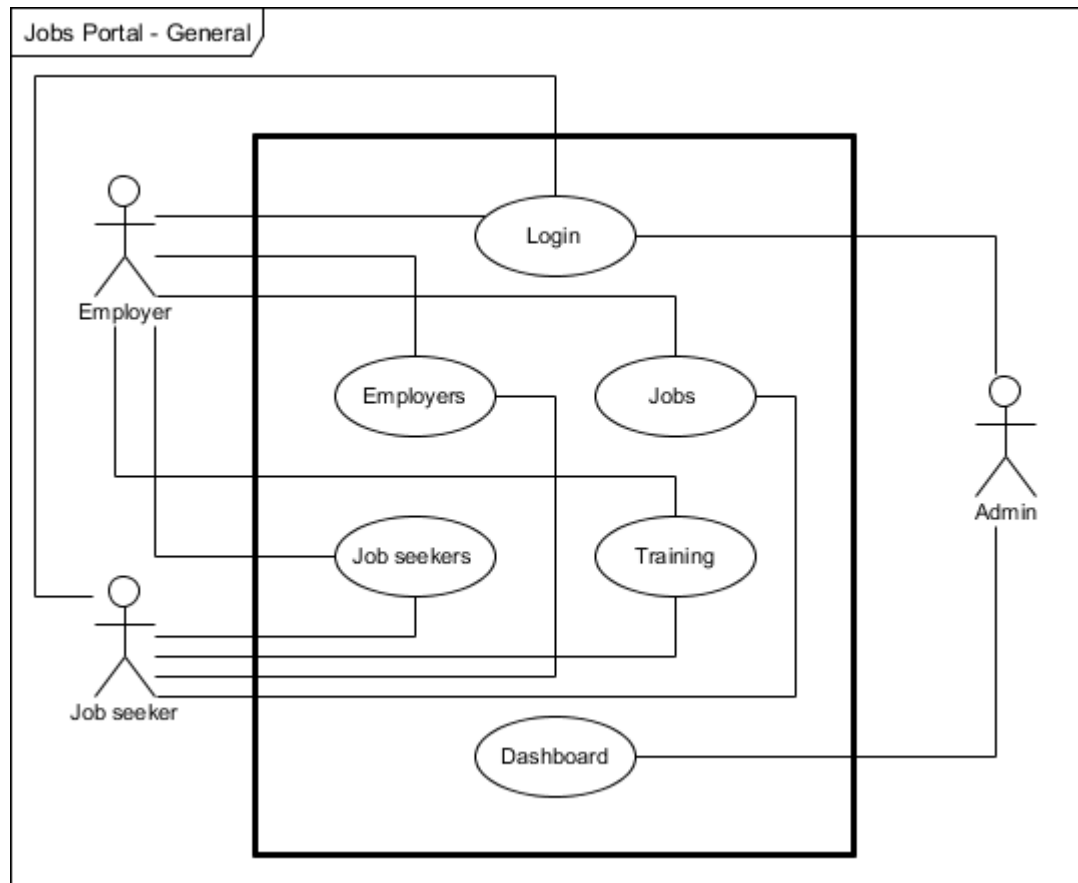 Jobs Portal - General
Login
Employer
Employers
Jobs
Admin
Job seekers
Training
Job seeker
Dashboard